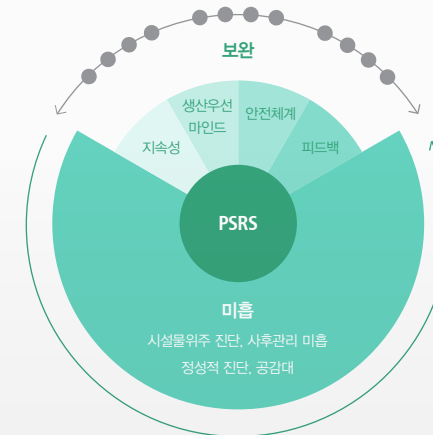 보완
생산우선
마인드
안전체계
지속성
피드백
PSRS
미흡
시설물위주 진단, 사후관리 미흡
정성적 진단, 공감대